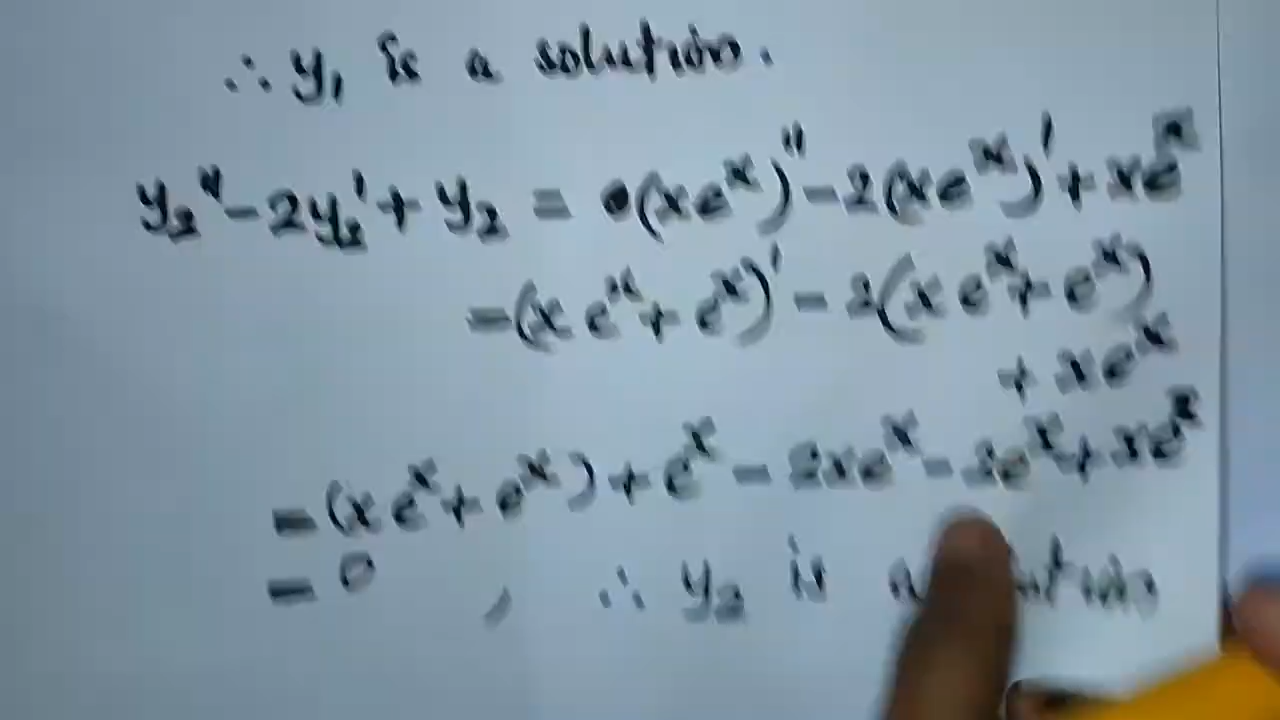 ∴ y₁ is a solution.
y₂'' - 2y₂' + y₂ = (xeˣ)'' - 2(xeˣ)' + xeˣ
= (xeˣ + eˣ)' - 2(xeˣ + eˣ)
+ xeˣ
= (xeˣ + eˣ) + eˣ - 2xeˣ - 2eˣ + xeˣ
= 0 , ∴ y₂ is a